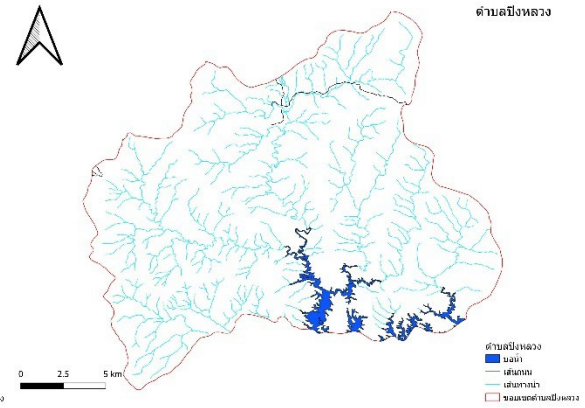 ตำบลปิงหลวง
ตำบลปิงหลวง
บ่อน้ำ
เส้นถนน
เส้นทางน้ำ
ขอบเขตตำบลปิงหลวง
0 2.5 5 km